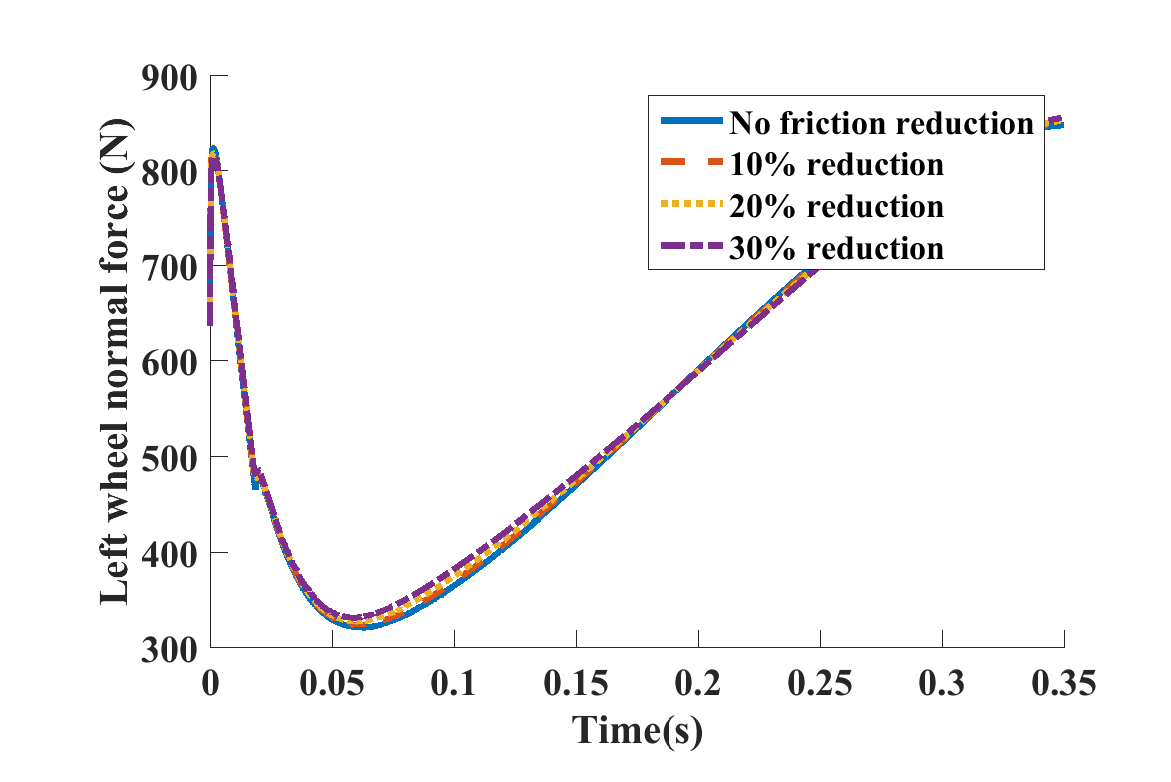 900
800
700
600
500
400
300
Left wheel normal force (N)
No friction reduction
10% reduction
20% reduction
30% reduction
0
0.05
0.1
0.15
0.2
0.25
0.3
0.35
Time(s)